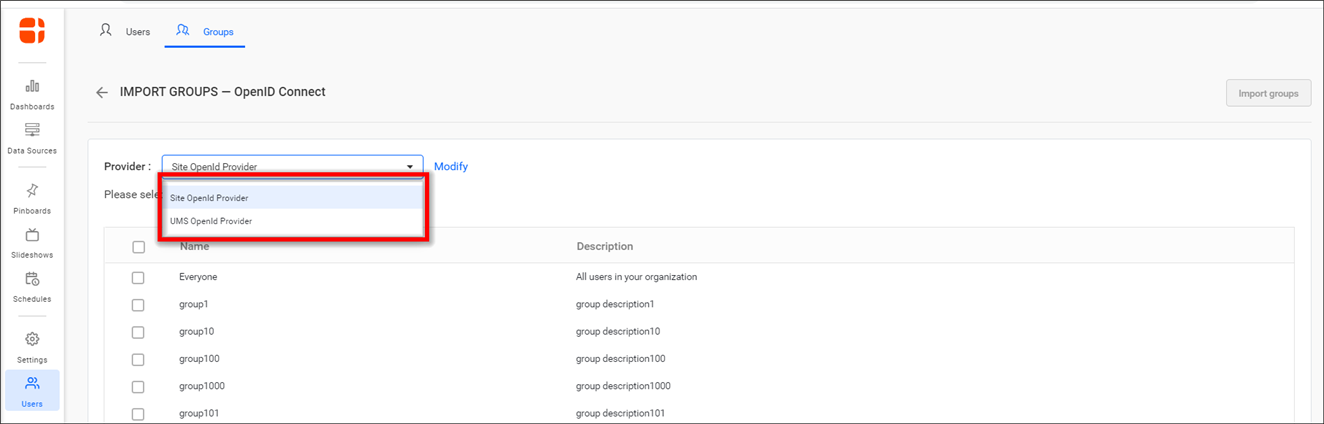 Users Groups
IMPORT GROUPS — OpenID Connect
Import groups
Dashboards
Data Sources
Pinboards
Slideshows
Schedules
Settings
Users
Provider : Site OpenId Provider Modify
Please
Site OpenId Provider
UMS OpenId Provider
Name Description
Everyone All users in your organization
group1 group description1
group10 group description10
group100 group description100
group1000 group description1000
group101 group description101